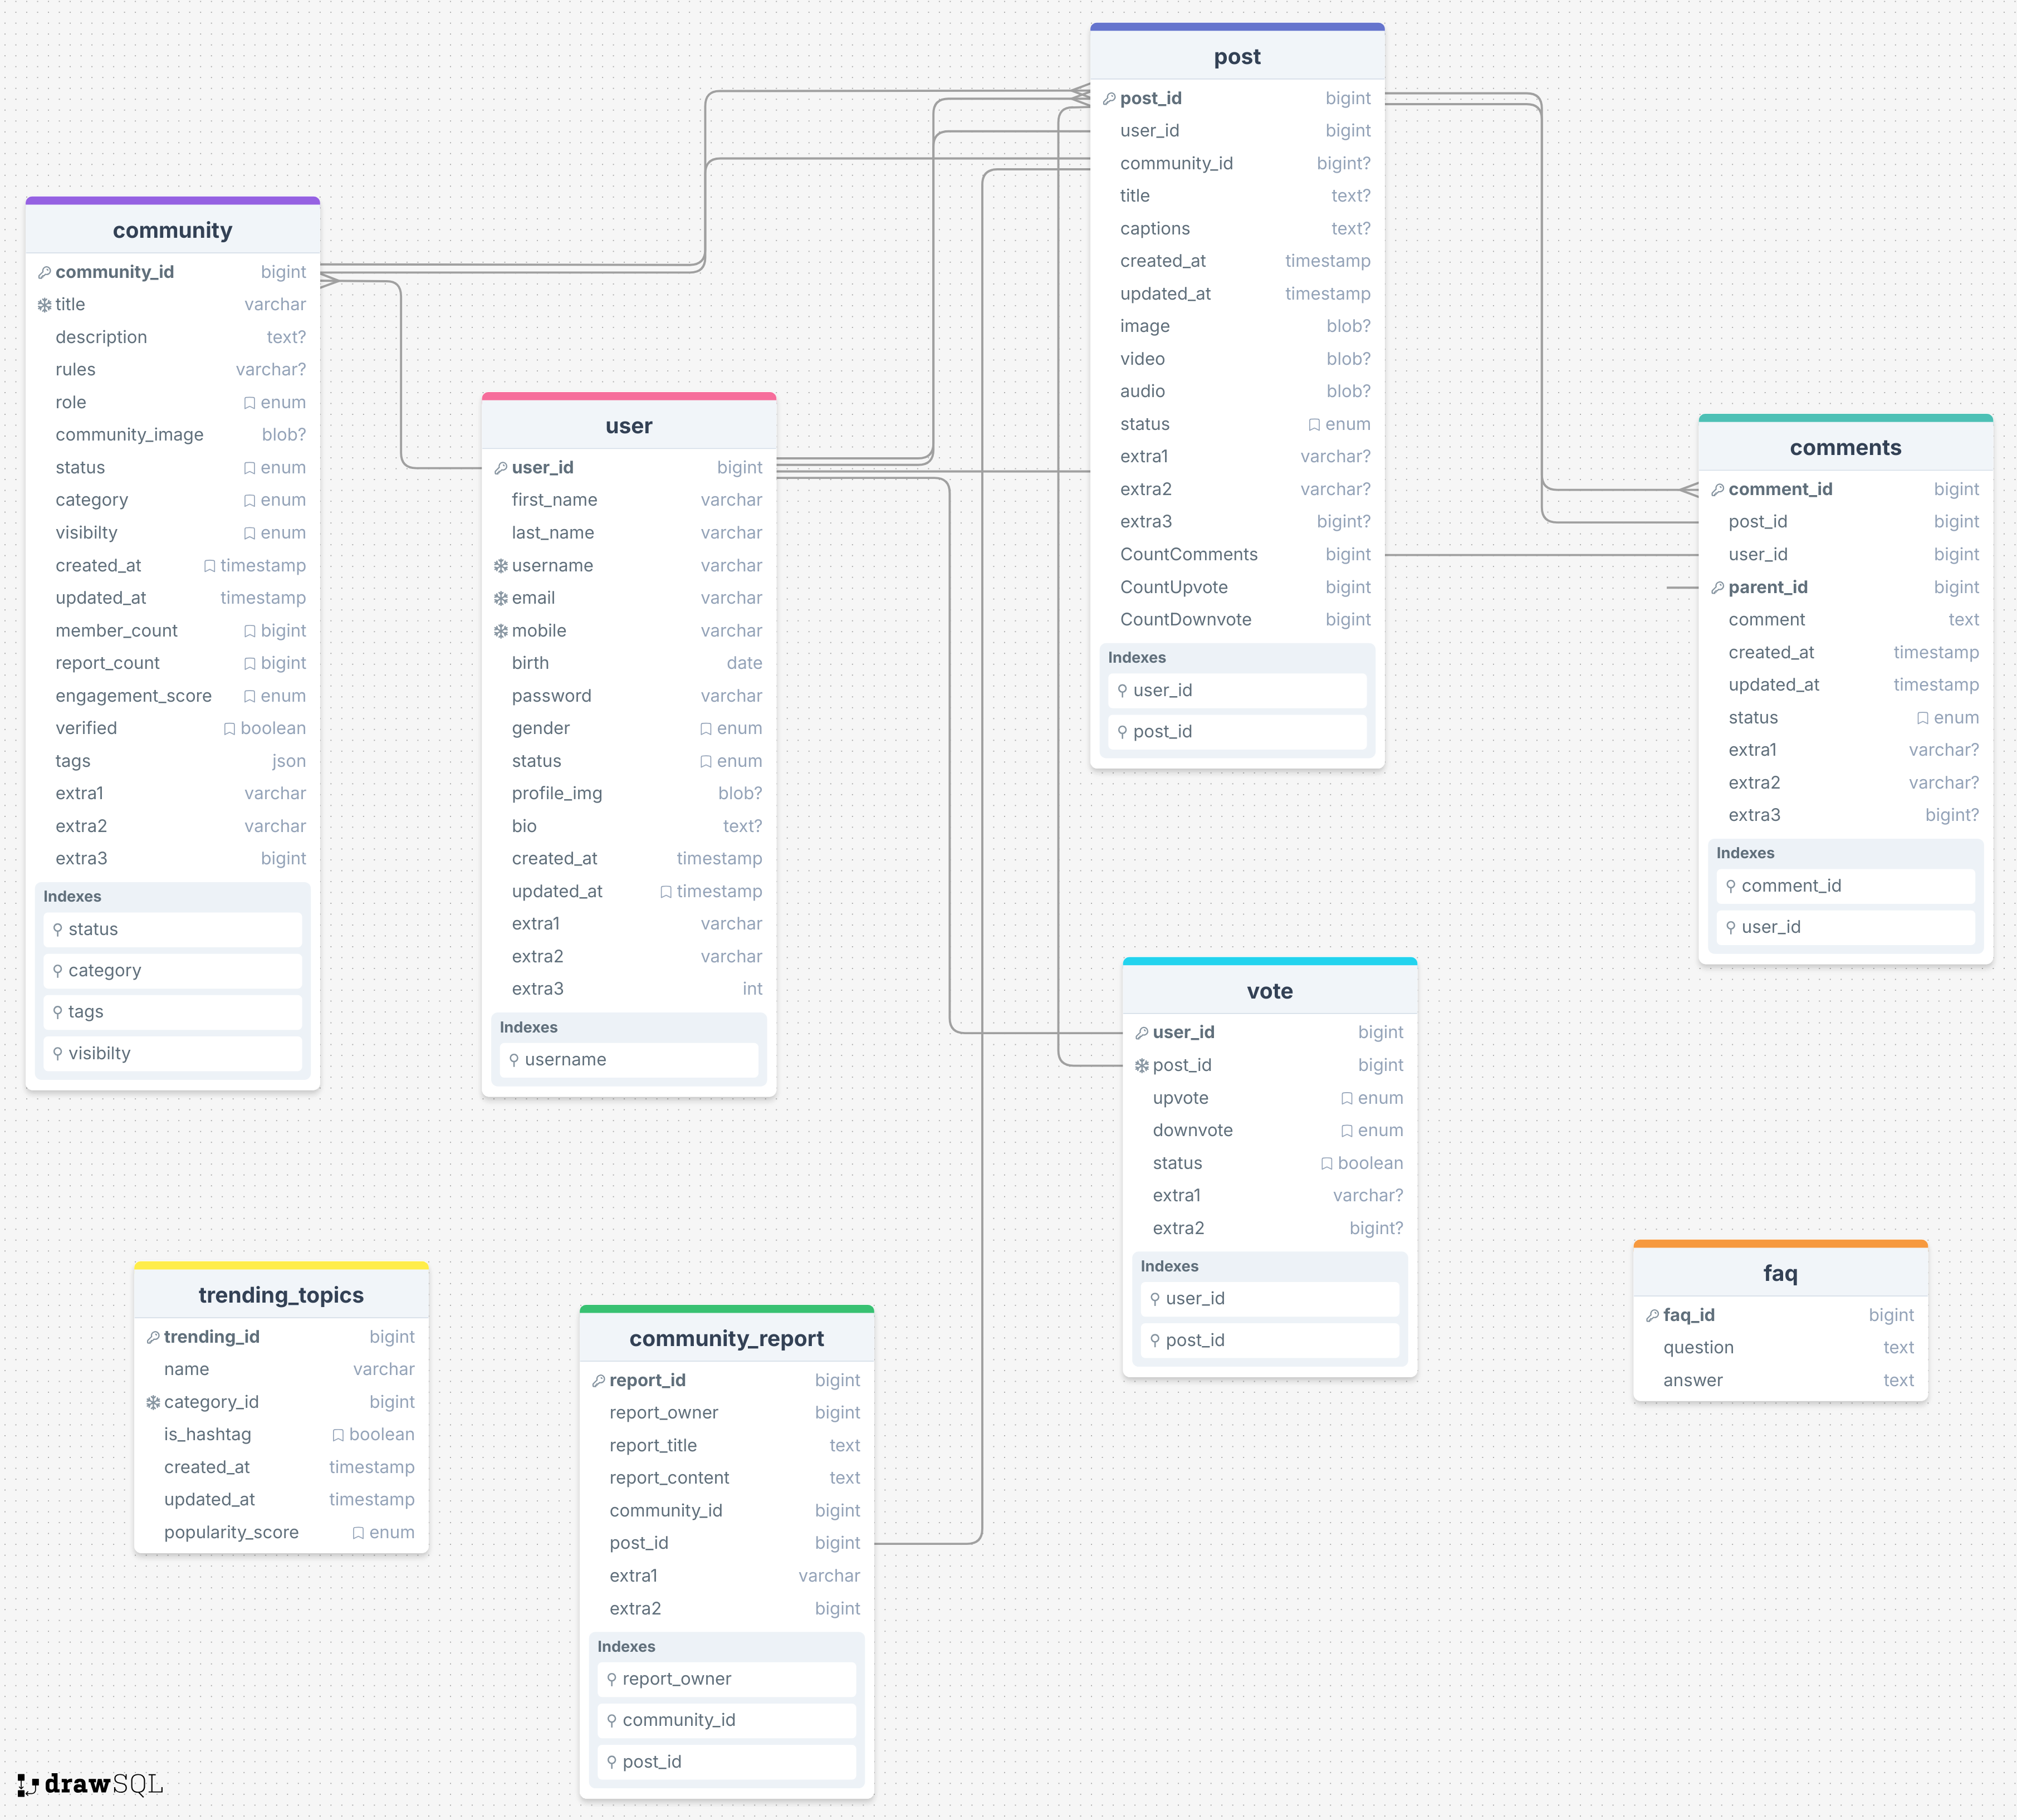 post
post_id bigint
user_id bigint
community_id bigint?
title text?
captions text?
created_at timestamp
updated_at timestamp
image blob?
video blob?
audio blob?
status enum
extra1 varchar?
extra2 varchar?
extra3 bigint?
CountComments bigint
CountUpvote bigint
CountDownvote bigint
Indexes
user_id
post_id
community
community_id bigint
title varchar
description text?
rules varchar?
role enum
community_image blob?
status enum
category enum
visibilty enum
created_at timestamp
updated_at timestamp
member_count bigint
report_count bigint
engagement_score enum
verified boolean
tags json
extra1 varchar
extra2 varchar
extra3 bigint
Indexes
status
category
tags
visibilty
user
user_id bigint
first_name varchar
last_name varchar
username varchar
email varchar
mobile varchar
birth date
password varchar
gender enum
status enum
profile_img blob?
bio text?
created_at timestamp
updated_at timestamp
extra1 varchar
extra2 varchar
extra3 int
Indexes
username
comments
comment_id bigint
post_id bigint
user_id bigint
parent_id bigint
comment text
created_at timestamp
updated_at timestamp
status enum
extra1 varchar?
extra2 varchar?
extra3 bigint?
Indexes
comment_id
user_id
vote
user_id bigint
post_id bigint
upvote enum
downvote enum
status boolean
extra1 varchar?
extra2 bigint?
Indexes
user_id
post_id
trending_topics
trending_id bigint
name varchar
category_id bigint
is_hashtag boolean
created_at timestamp
updated_at timestamp
popularity_score enum
community_report
report_id bigint
report_owner bigint
report_title text
report_content text
community_id bigint
post_id bigint
extra1 varchar
extra2 bigint
Indexes
report_owner
community_id
post_id
faq
faq_id bigint
question text
answer text
drawSQL